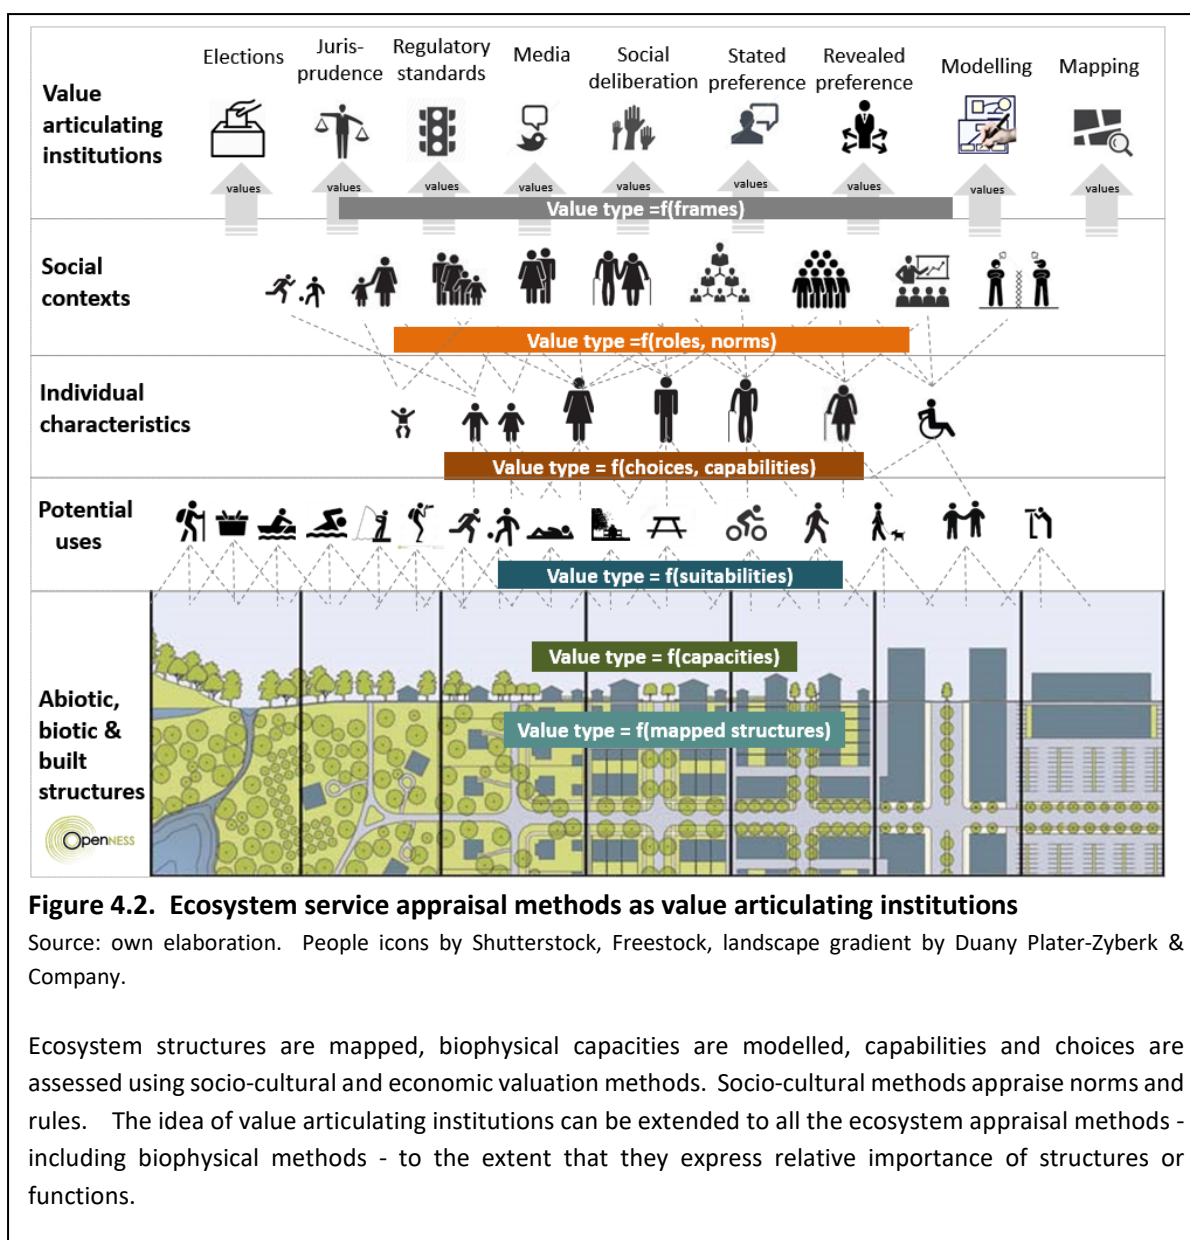 Value
articulating
institutions
Elections
Juris-
prudence
Regulatory
standards
Media
Social
deliberation
Stated
preference
Revealed
preference
Modelling
Mapping
values
values
values
values
values
values
values
values
values
Value type =f(frames)
Social
contexts
Value type =f(roles, norms)
Individual
characteristics
Value type = f(choices, capabilities)
Potential
uses
Value type = f(suitabilities)
Value type = f(capacities)
Abiotic,
biotic &
built
structures
Value type = f(mapped structures)
OpenNESS
Figure 4.2. Ecosystem service appraisal methods as value articulating institutions
Source: own elaboration. People icons by Shutterstock, Freestock, landscape gradient by Duany Plater-Zyberk &
Company.
Ecosystem structures are mapped, biophysical capacities are modelled, capabilities and choices are
assessed using socio-cultural and economic valuation methods. Socio-cultural methods appraise norms and
rules. The idea of value articulating institutions can be extended to all the ecosystem appraisal methods -
including biophysical methods - to the extent that they express relative importance of structures or
functions.